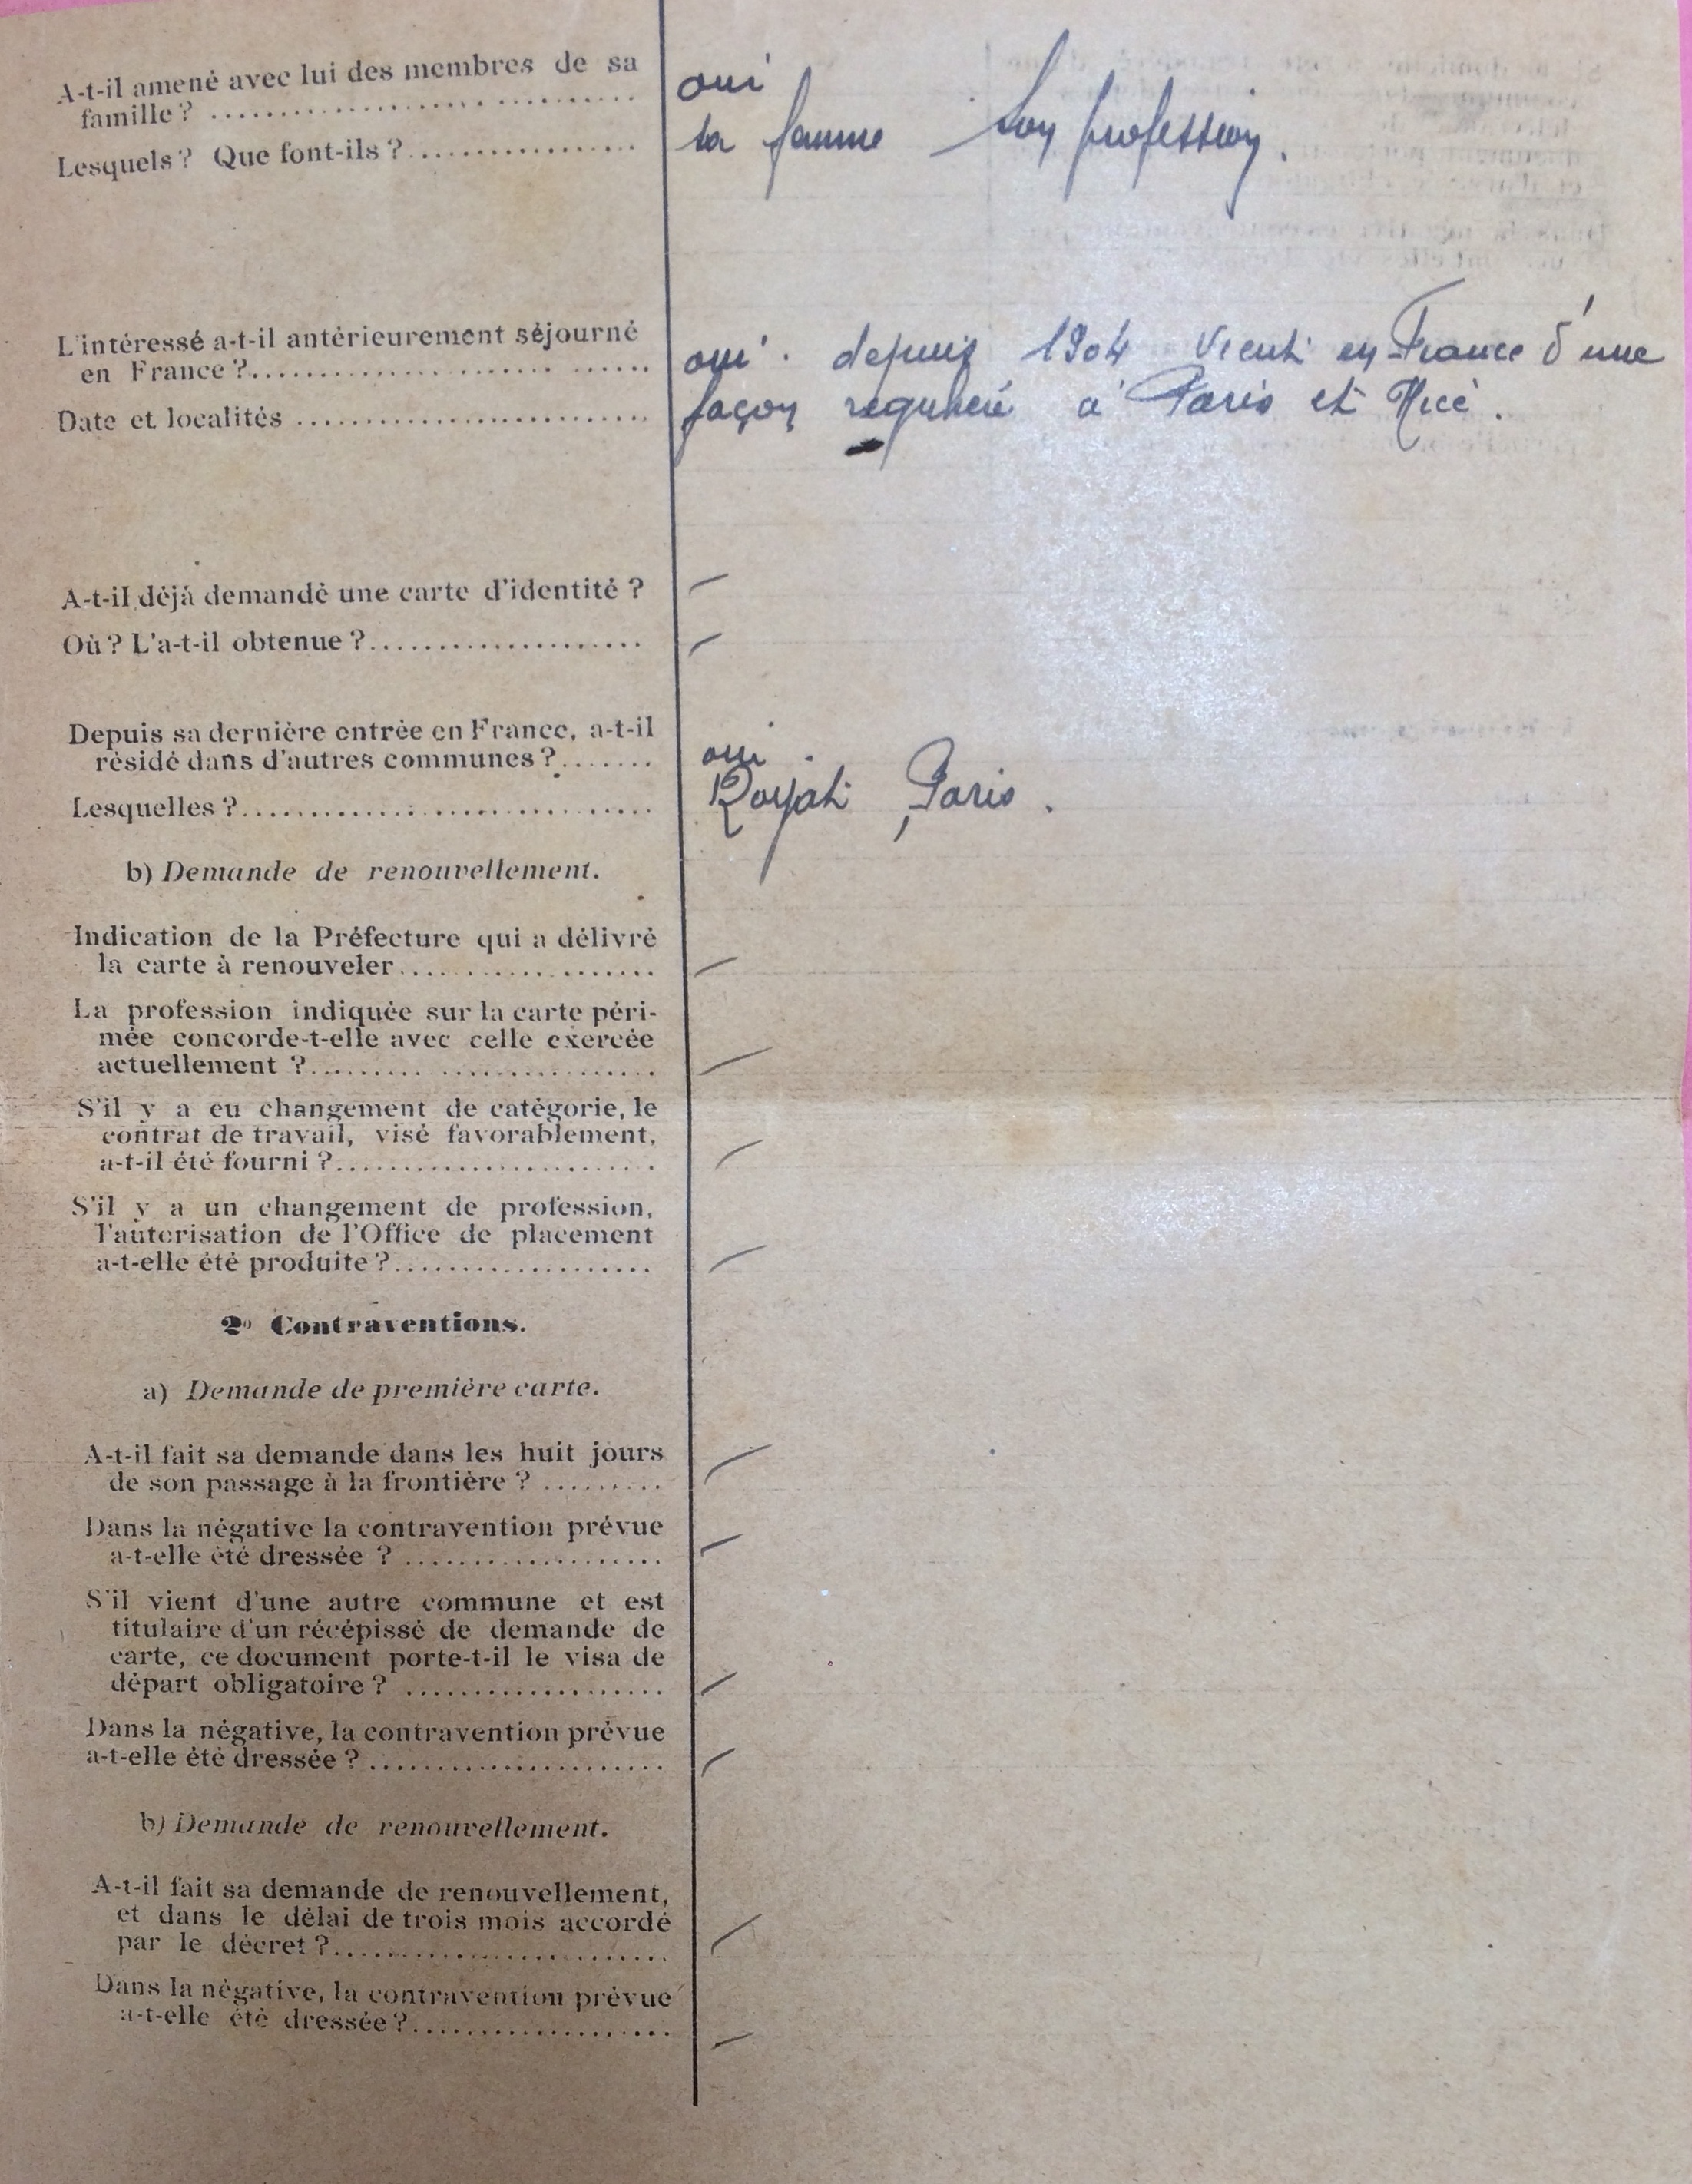 A-t-il amené avec lui des membres de sa
famille ? .............................. oui
Lesquels ? Que font-ils ? ................. sa femme Son profession.
L'intéressé a-t-il antérieurement séjourné
en France ? .............................. oui . depuis 1904 vient en France d'une
Date et localités .............................. façon régulière à Paris et Nice .
A-t-il déjà demandé une carte d'identité ? —
Où ? L'a-t-il obtenue ? ..................... —
Depuis sa dernière entrée en France, a-t-il
résidé dans d'autres communes ? ....... oui .
Lesquelles ? .............................. Royat , Paris .
b) Demande de renouvellement.
Indication de la Préfecture qui a délivré
la carte à renouveler .................... —
La profession indiquée sur la carte péri-
mée concorde-t-elle avec celle exercée
actuellement ? .............................. —
S'il y a eu changement de catégorie, le
contrat de travail, visé favorablement,
a-t-il été fourni ? ........................ —
S'il y a un changement de profession,
l'autorisation de l'Office de placement
a-t-elle été produite ? .................... —
2° Contraventions.
a) Demande de première carte.
A-t-il fait sa demande dans les huit jours
de son passage à la frontière ? ......... —
Dans la négative la contravention prévue
a-t-elle été dressée ? .................... —
S'il vient d'une autre commune et est
titulaire d'un récépissé de demande de
carte, ce document porte-t-il le visa de
départ obligatoire ? .................... —
Dans la négative, la contravention prévue
a-t-elle été dressée ? ...................... —
b) Demande de renouvellement.
A-t-il fait sa demande de renouvellement,
et dans le délai de trois mois accordé
par le décret ? .......................... —
Dans la négative, la contravention prévue
a-t-elle été dressée ? .................... —